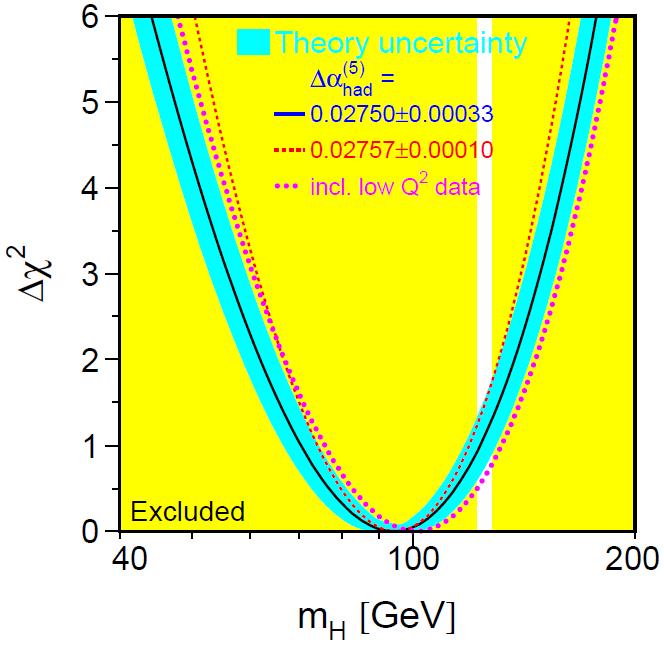 6
5
4
3
2
1
0
Δχ²
Theory uncertainty
Δα(5)had =
0.02750±0.00033
0.02757±0.00010
incl. low Q² data
Excluded
40
100
200
mH [GeV]